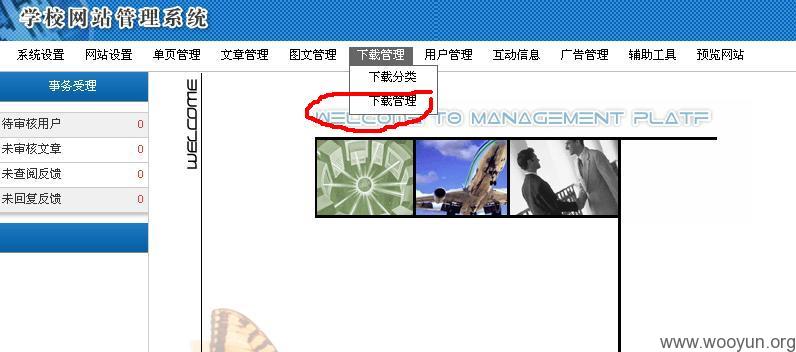 学校网站管理系统
系统设置 网站设置 单页管理 文章管理 图文管理 下载管理 用户管理 互动信息 广告管理 辅助工具 预览网站
下载分类
下载管理
事务受理
待审核用户 0
未审核文章 0
未查阅反馈 0
未回复反馈 0
WELCOME
WELCOME TO MANAGEMENT PLATF
www.wooyun.org